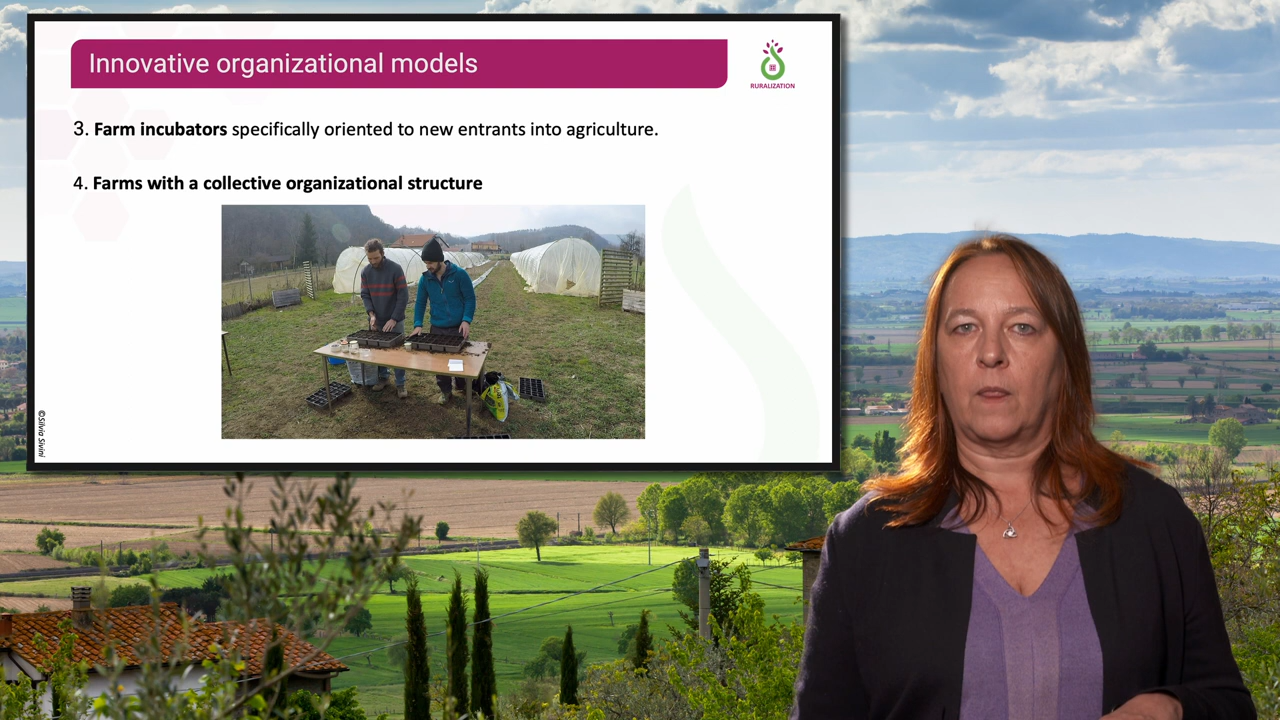 Innovative organizational models
RURALIZATION
3. Farm incubators specifically oriented to new entrants into agriculture.
4. Farms with a collective organizational structure
©Silvia Sivini